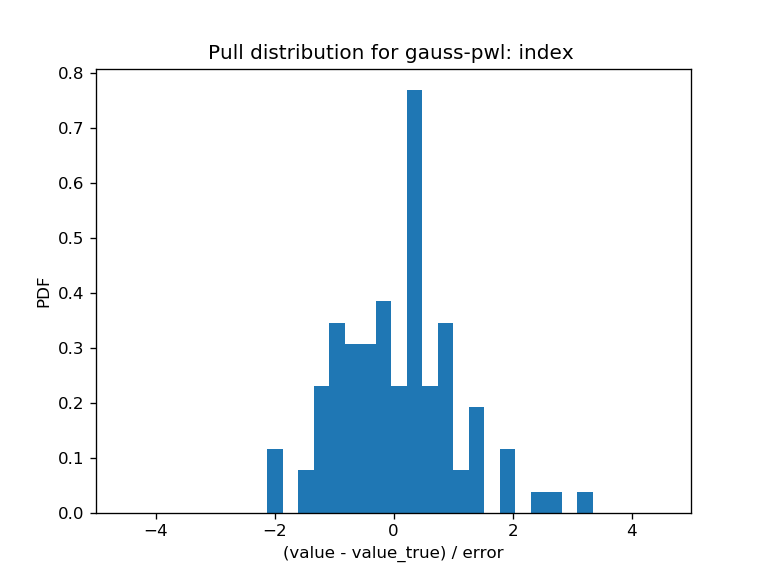 Pull distribution for gauss-pwl: index
0.8
0.7
0.6
0.5
0.4
0.3
0.2
0.1
0.0
PDF
−4 −2 0 2 4
(value - value_true) / error